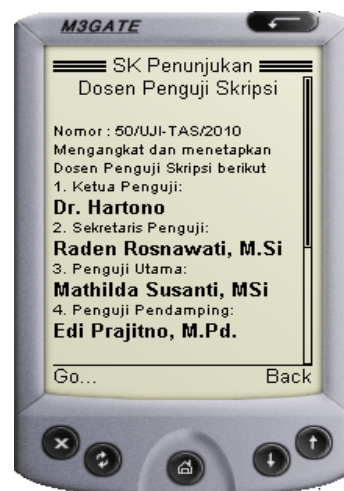 M3GATE
SK Penunjukan
Dosen Penguji Skripsi
Nomor : 50/UJI-TAS/2010
Mengangkat dan menetapkan
Dosen Penguji Skripsi berikut
1. Ketua Penguji:
Dr. Hartono
2. Sekretaris Penguji:
Raden Rosnawati, M.Si
3. Penguji Utama:
Mathilda Susanti, MSi
4. Penguji Pendamping:
Edi Prajitno, M.Pd.
Go... Back